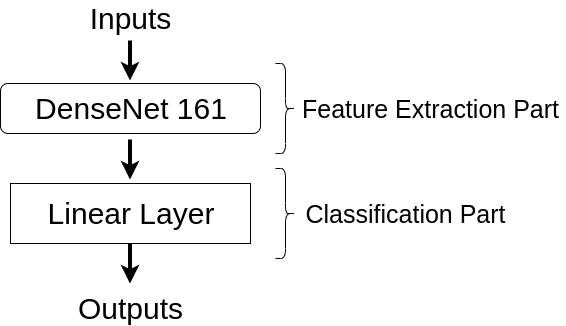 Inputs
DenseNet 161
Feature Extraction Part
Linear Layer
Classification Part
Outputs